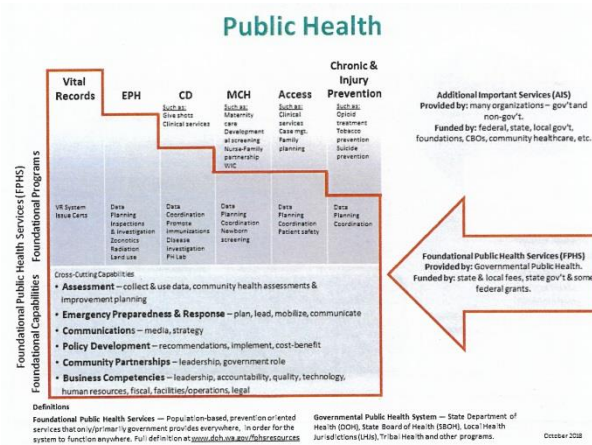 Public Health
Vital
Records
EPH
CD
MCH
Access
Chronic &
Injury
Prevention
Such as:
Give shots
Clinical services
Such as:
Maternity
care
Development
al screening
Nurse-Family
partnership
WIC
Such as:
Clinical
services
Case mgt.
Family
planning
Such as:
Opioid
treatment
Tobacco
prevention
Suicide
prevention
Additional Important Services (AIS)
Provided by: many organizations – gov't and
non-gov't.
Funded by: federal, state, local gov't,
foundations, CBOs, community healthcare, etc.
Foundational Public Health Services (FPHS)
Foundational Programs
VR System
Issue Certs
Data
Planning
Inspections
& Investigation
Zoonotics
Radiation
Land use
Data
Coordination
Promote
immunizations
Disease
investigation
PH Lab
Data
Planning
Coordination
Newborn
screening
Data
Planning
Coordination
Patient safety
Data
Planning
Coordination
Foundational Public Health Services (FPHS)
Provided by: Governmental Public Health.
Funded by: state & local fees, state gov't & some
federal grants.
Foundational Capabilities
Cross-Cutting Capabilities
• Assessment – collect & use data, community health assessments &
improvement planning
• Emergency Preparedness & Response – plan, lead, mobilize, communicate
• Communications – media, strategy
• Policy Development – recommendations, implement, cost-benefit
• Community Partnerships – leadership, government role
• Business Competencies – leadership, accountability, quality, technology,
human resources, fiscal, facilities/operations, legal
Definitions
Foundational Public Health Services — Population-based, prevention oriented
services that only/primarily government provides everywhere, in order for the
system to function anywhere. Full definition at: www.doh.wa.gov/fphsresources
Governmental Public Health System — State Department of
Health (DOH), State Board of Health (SBOH), Local Health
Jurisdictions (LHJs), Tribal Health and other programs.
October 2018